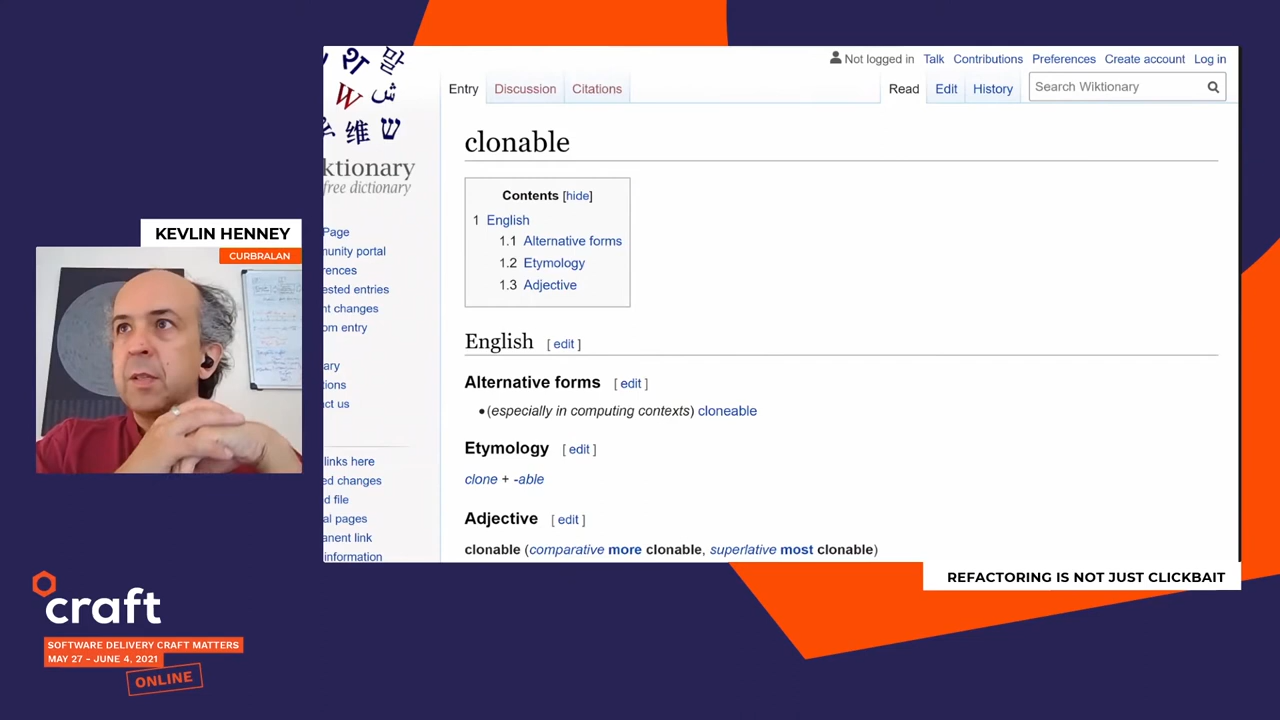 Not logged in Talk Contributions Preferences Create account Log in
Entry Discussion Citations Read Edit History Search Wiktionary
维
ktionary
free dictionary
clonable
Contents [hide]
1 English
1.1 Alternative forms
1.2 Etymology
1.3 Adjective
Page
munity portal
rences
ested entries
nt changes
om entry
ary
tions
act us
links here
ed changes
d file
al pages
anent link
information
English [ edit ]
Alternative forms [ edit ]
•(especially in computing contexts) cloneable
Etymology [ edit ]
clone + -able
Adjective [ edit ]
clonable (comparative more clonable, superlative most clonable)
KEVLIN HENNEY
CURBRALAN
REFACTORING IS NOT JUST CLICKBAIT
craft
SOFTWARE DELIVERY CRAFT MATTERS
MAY 27 - JUNE 4, 2021
ONLINE